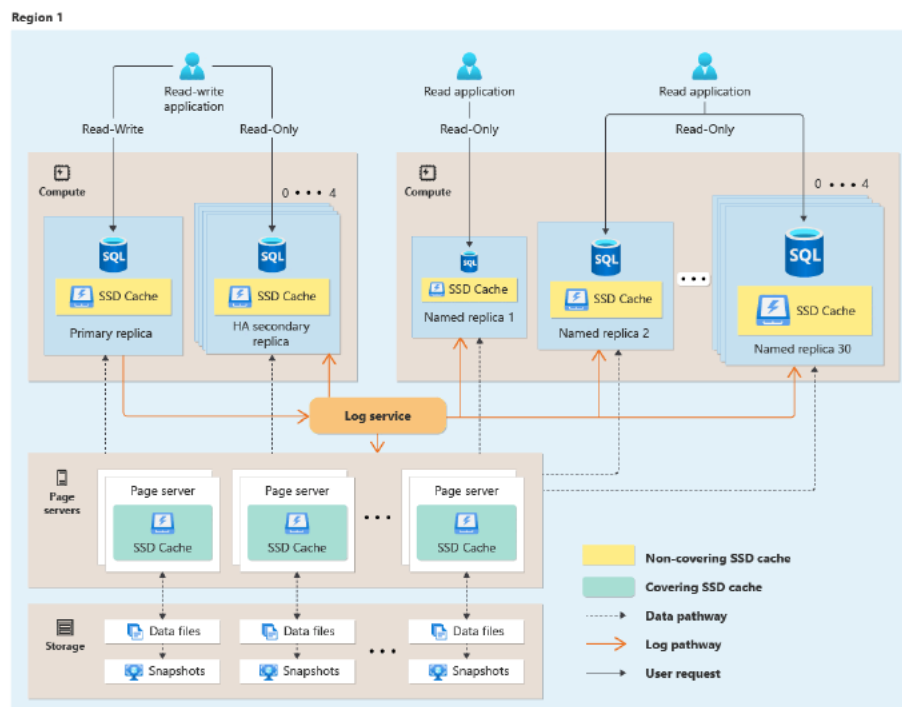 Region 1
Read-write
application
Read application
Read application
Read-Write
Read-Only
Read-Only
Read-Only
Compute
0 • • • 4
Compute
0 • • • 4
SQL
SSD Cache
Primary replica
SQL
SSD Cache
HA secondary
replica
SQL
SSD Cache
Named replica 1
SQL
SSD Cache
Named replica 2
• • •
SQL
SSD Cache
Named replica 30
Log service
Page
servers
Page server
SSD Cache
Page server
SSD Cache
• • •
Page server
SSD Cache
Storage
Data files
Snapshots
Data files
Snapshots
• • •
Data files
Snapshots
Non-covering SSD cache
Covering SSD cache
Data pathway
Log pathway
User request